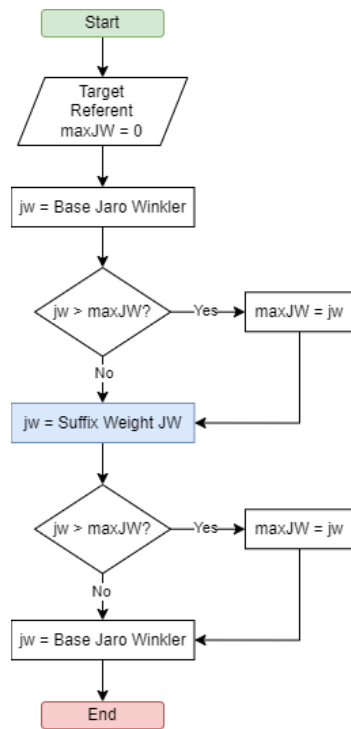 Start
Target
Referent
maxJW = 0
jw = Base Jaro Winkler
jw > maxJW?
Yes
maxJW = jw
No
jw = Suffix Weight JW
jw > maxJW?
Yes
maxJW = jw
No
jw = Base Jaro Winkler
End